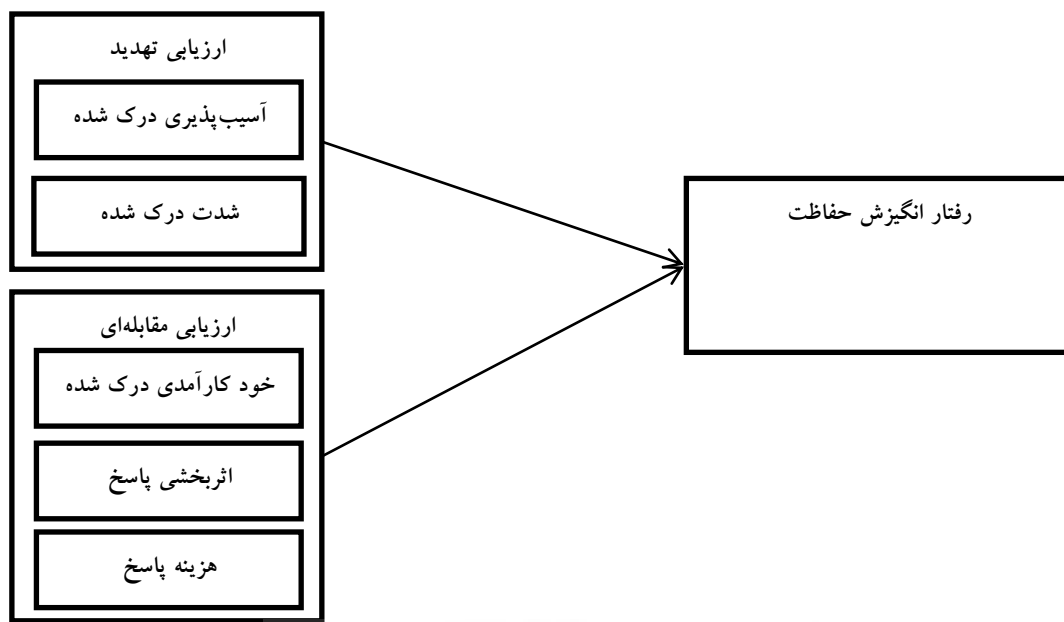 ارزیابی تهدید
آسیب‌پذیری درک شده
شدت درک شده
ارزیابی مقابله‌ای
خود کارآمدی درک شده
اثربخشی پاسخ
هزینه پاسخ
رفتار انگیزش حفاظت